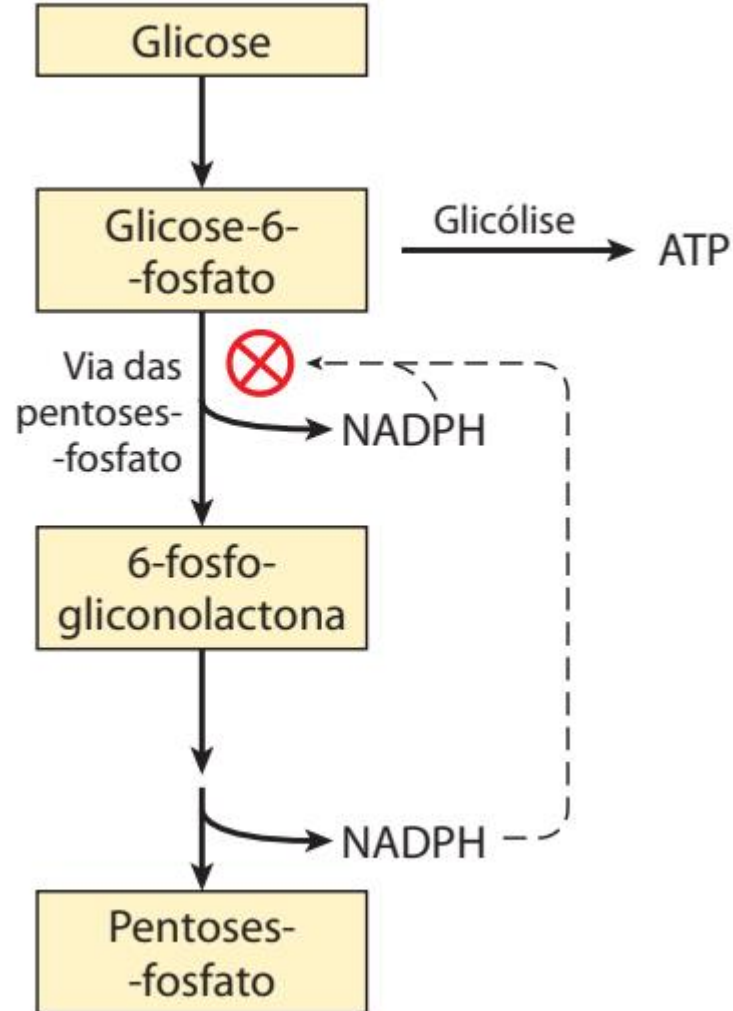 Glicose
Glicose-6-
-fosfato
Glicólise
ATP
Via das
pentoses-
-fosfato
NADPH
6-fosfo-
gliconolactona
NADPH
Pentoses-
-fosfato